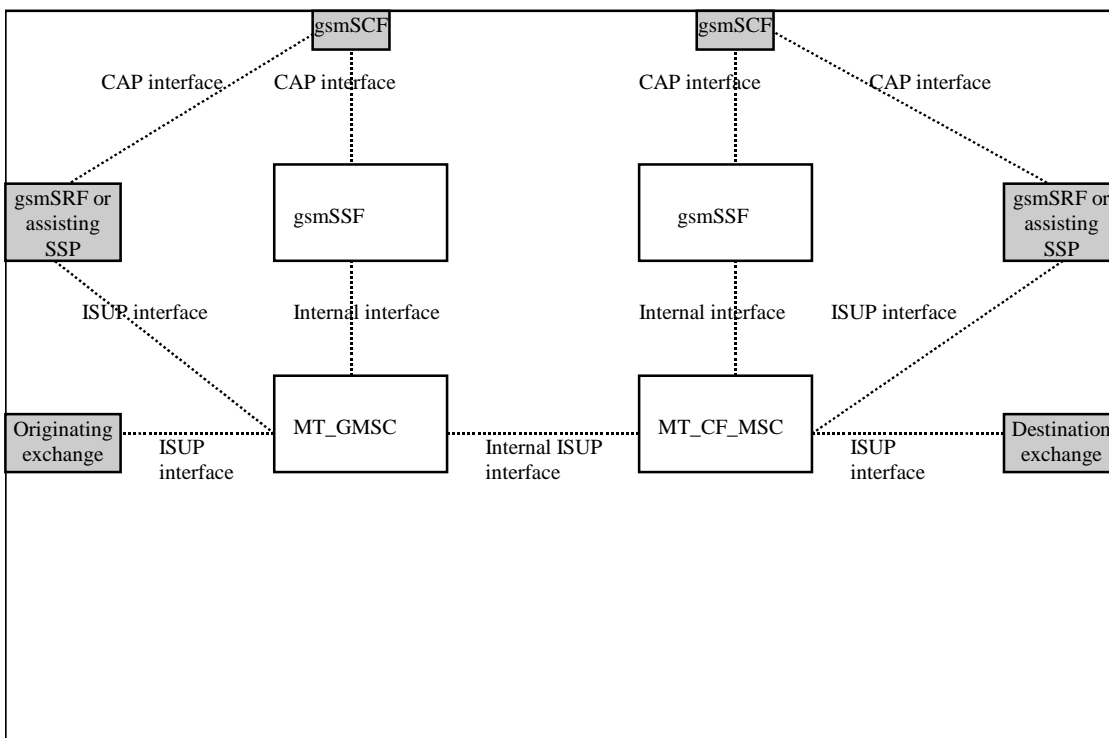 gsmSCF
gsmSCF
CAP interface
CAP interface
CAP interface
CAP interface
gsmSRF or
assisting
SSP
gsmSSF
gsmSSF
gsmSRF or
assisting
SSP
ISUP interface
Internal interface
Internal interface
ISUP interface
Originating
exchange
ISUP
interface
MT_GMSC
Internal ISUP
interface
MT_CF_MSC
ISUP
interface
Destination
exchange